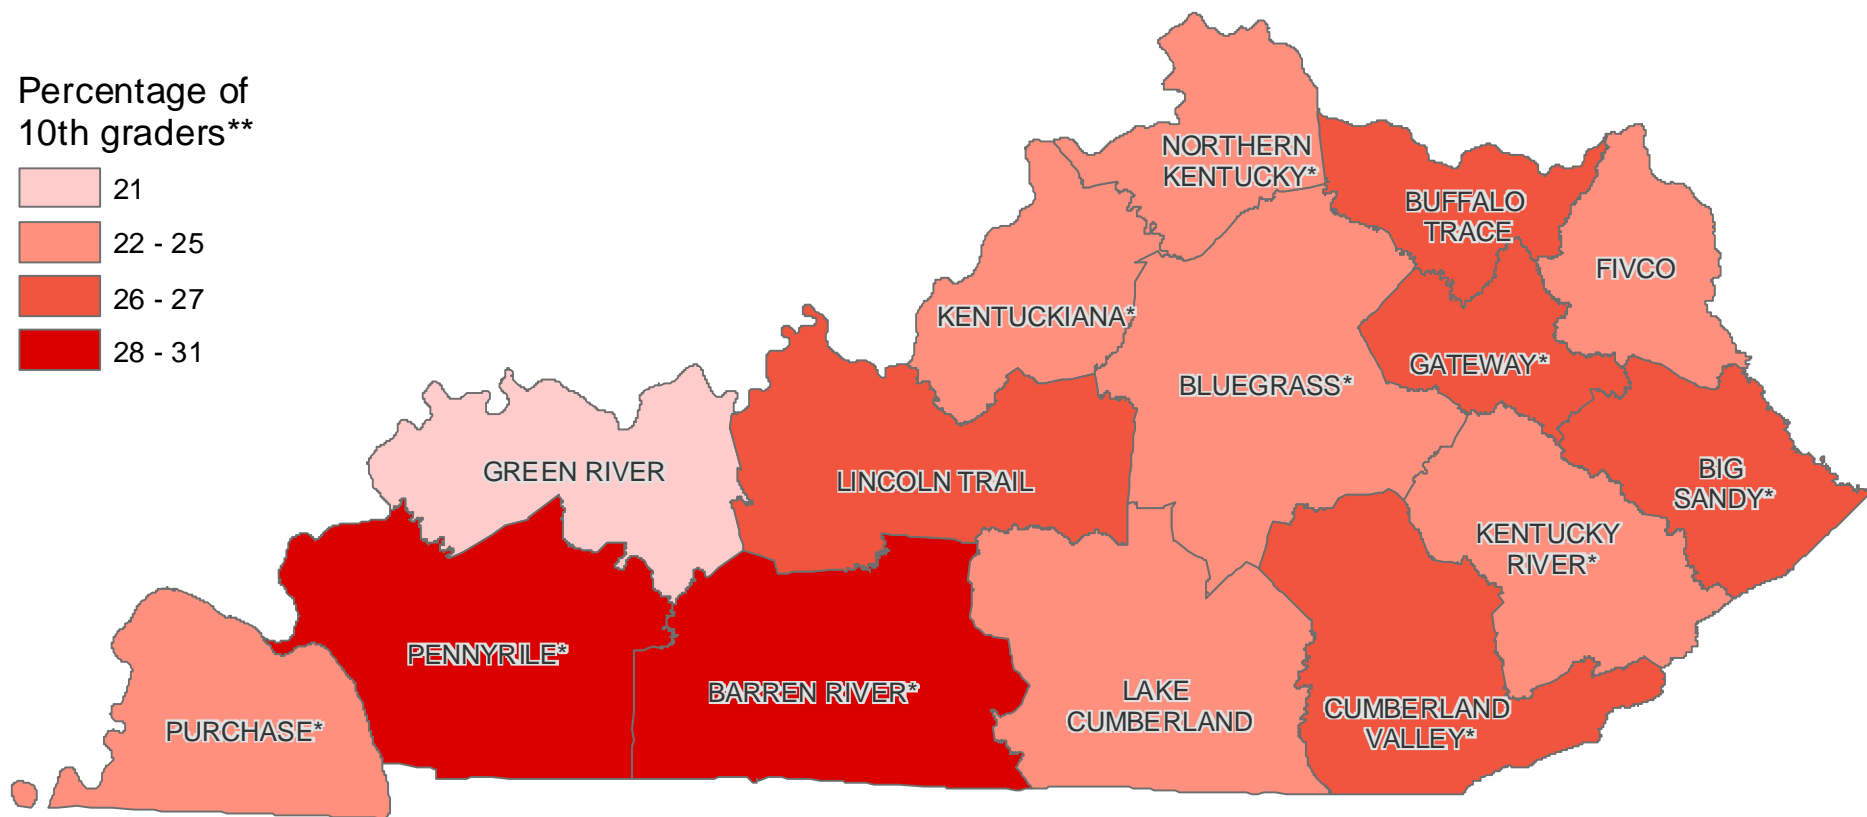 Percentage of
10th graders**
21
22 - 25
26 - 27
28 - 31
NORTHERN
KENTUCKY*
BUFFALO
TRACE
FIVCO
KENTUCKIANA*
GATEWAY*
BLUEGRASS*
GREEN RIVER
LINCOLN TRAIL
BIG
SANDY*
KENTUCKY
RIVER*
PENNYRILE*
BARREN RIVER*
LAKE
CUMBERLAND
CUMBERLAND
VALLEY*
PURCHASE*